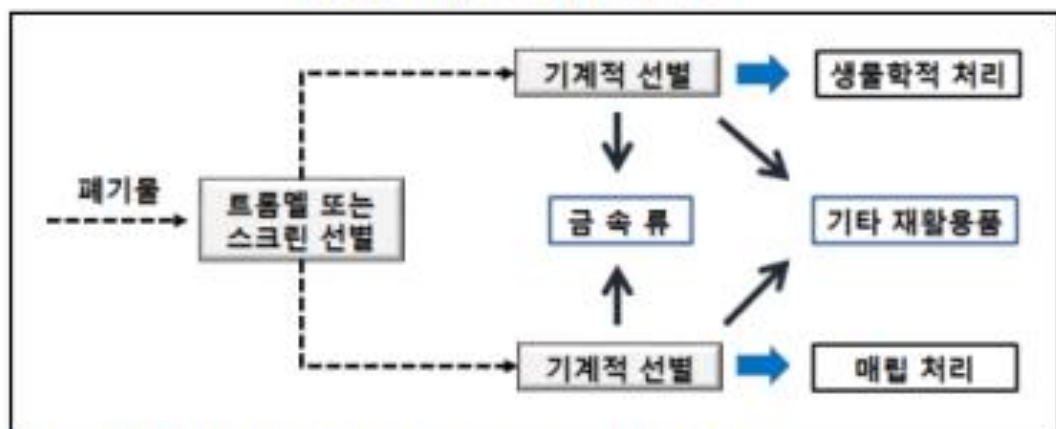 기계적 선별
생물학적 처리
폐기물
트롬멜 또는
스크린 선별
금 속 류
기타 재활용품
기계적 선별
매립 처리